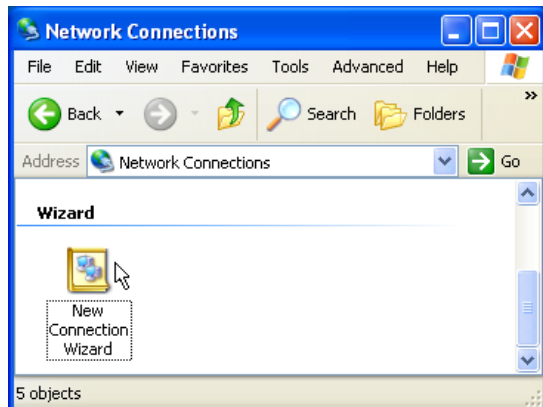 Network Connections
File Edit View Favorites Tools Advanced Help
Back Search Folders »
Address Network Connections Go
Wizard
New
Connection
Wizard
5 objects